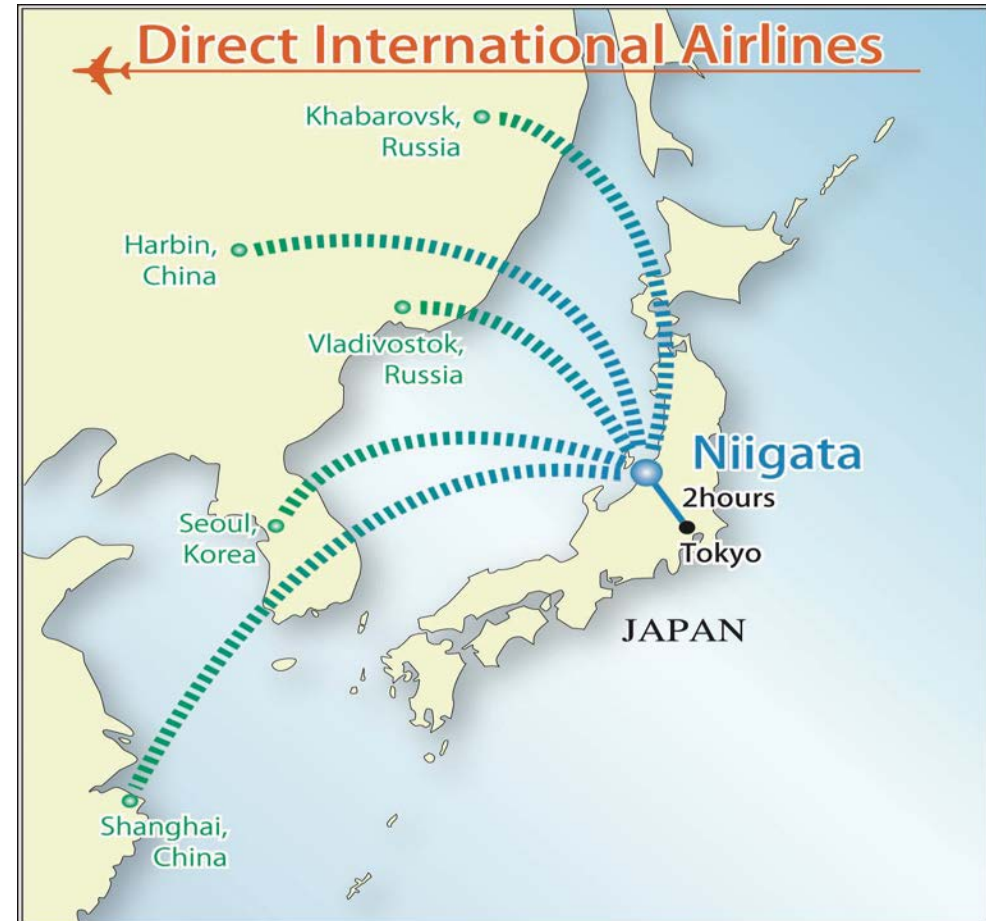 Direct International Airlines
Khabarovsk,
Russia
Harbin,
China
Vladivostok,
Russia
Niigata
2hours
Tokyo
Seoul,
Korea
JAPAN
Shanghai,
China